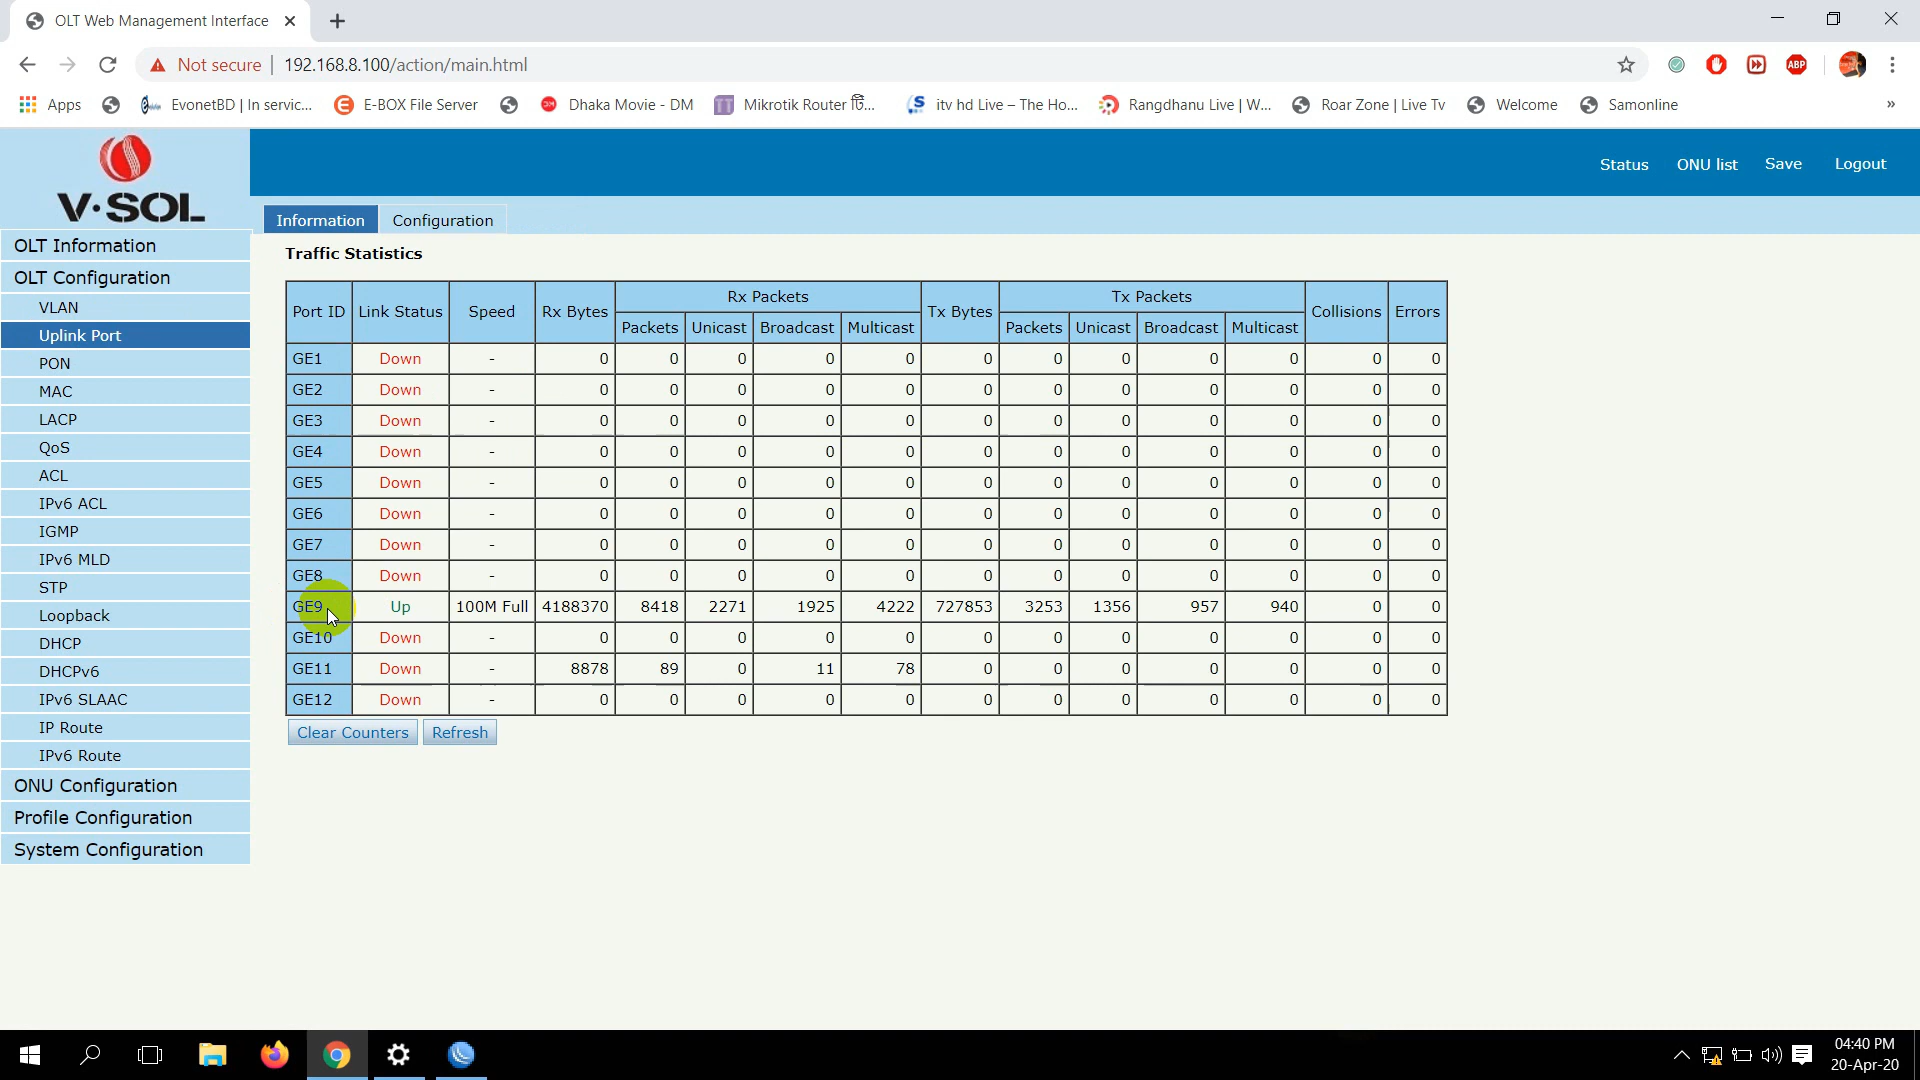 OLT Web Management Interface
Not secure | 192.168.8.100/action/main.html
ABP
Apps EvonetBD | In servic... E-BOX File Server DM Dhaka Movie - DM Mikrotik Router টি... itv hd Live – The Ho... Rangdhanu Live | W... Roar Zone | Live Tv Welcome Samonline »
V·SOL
Status ONU list Save Logout
Information Configuration
OLT Information
OLT Configuration
VLAN
Uplink Port
PON
MAC
LACP
QoS
ACL
IPv6 ACL
IGMP
IPv6 MLD
STP
Loopback
DHCP
DHCPv6
IPv6 SLAAC
IP Route
IPv6 Route
ONU Configuration
Profile Configuration
System Configuration
Traffic Statistics
Port ID Link Status Speed Rx Bytes Rx Packets Tx Bytes Tx Packets Collisions Errors
Packets Unicast Broadcast Multicast Packets Unicast Broadcast Multicast
GE1 Down - 0 0 0 0 0 0 0 0 0 0 0 0
GE2 Down - 0 0 0 0 0 0 0 0 0 0 0 0
GE3 Down - 0 0 0 0 0 0 0 0 0 0 0 0
GE4 Down - 0 0 0 0 0 0 0 0 0 0 0 0
GE5 Down - 0 0 0 0 0 0 0 0 0 0 0 0
GE6 Down - 0 0 0 0 0 0 0 0 0 0 0 0
GE7 Down - 0 0 0 0 0 0 0 0 0 0 0 0
GE8 Down - 0 0 0 0 0 0 0 0 0 0 0 0
GE9 Up 100M Full 4188370 8418 2271 1925 4222 727853 3253 1356 957 940 0 0
GE10 Down - 0 0 0 0 0 0 0 0 0 0 0 0
GE11 Down - 8878 89 0 11 78 0 0 0 0 0 0 0
GE12 Down - 0 0 0 0 0 0 0 0 0 0 0 0
Clear Counters Refresh
04:40 PM
20-Apr-20